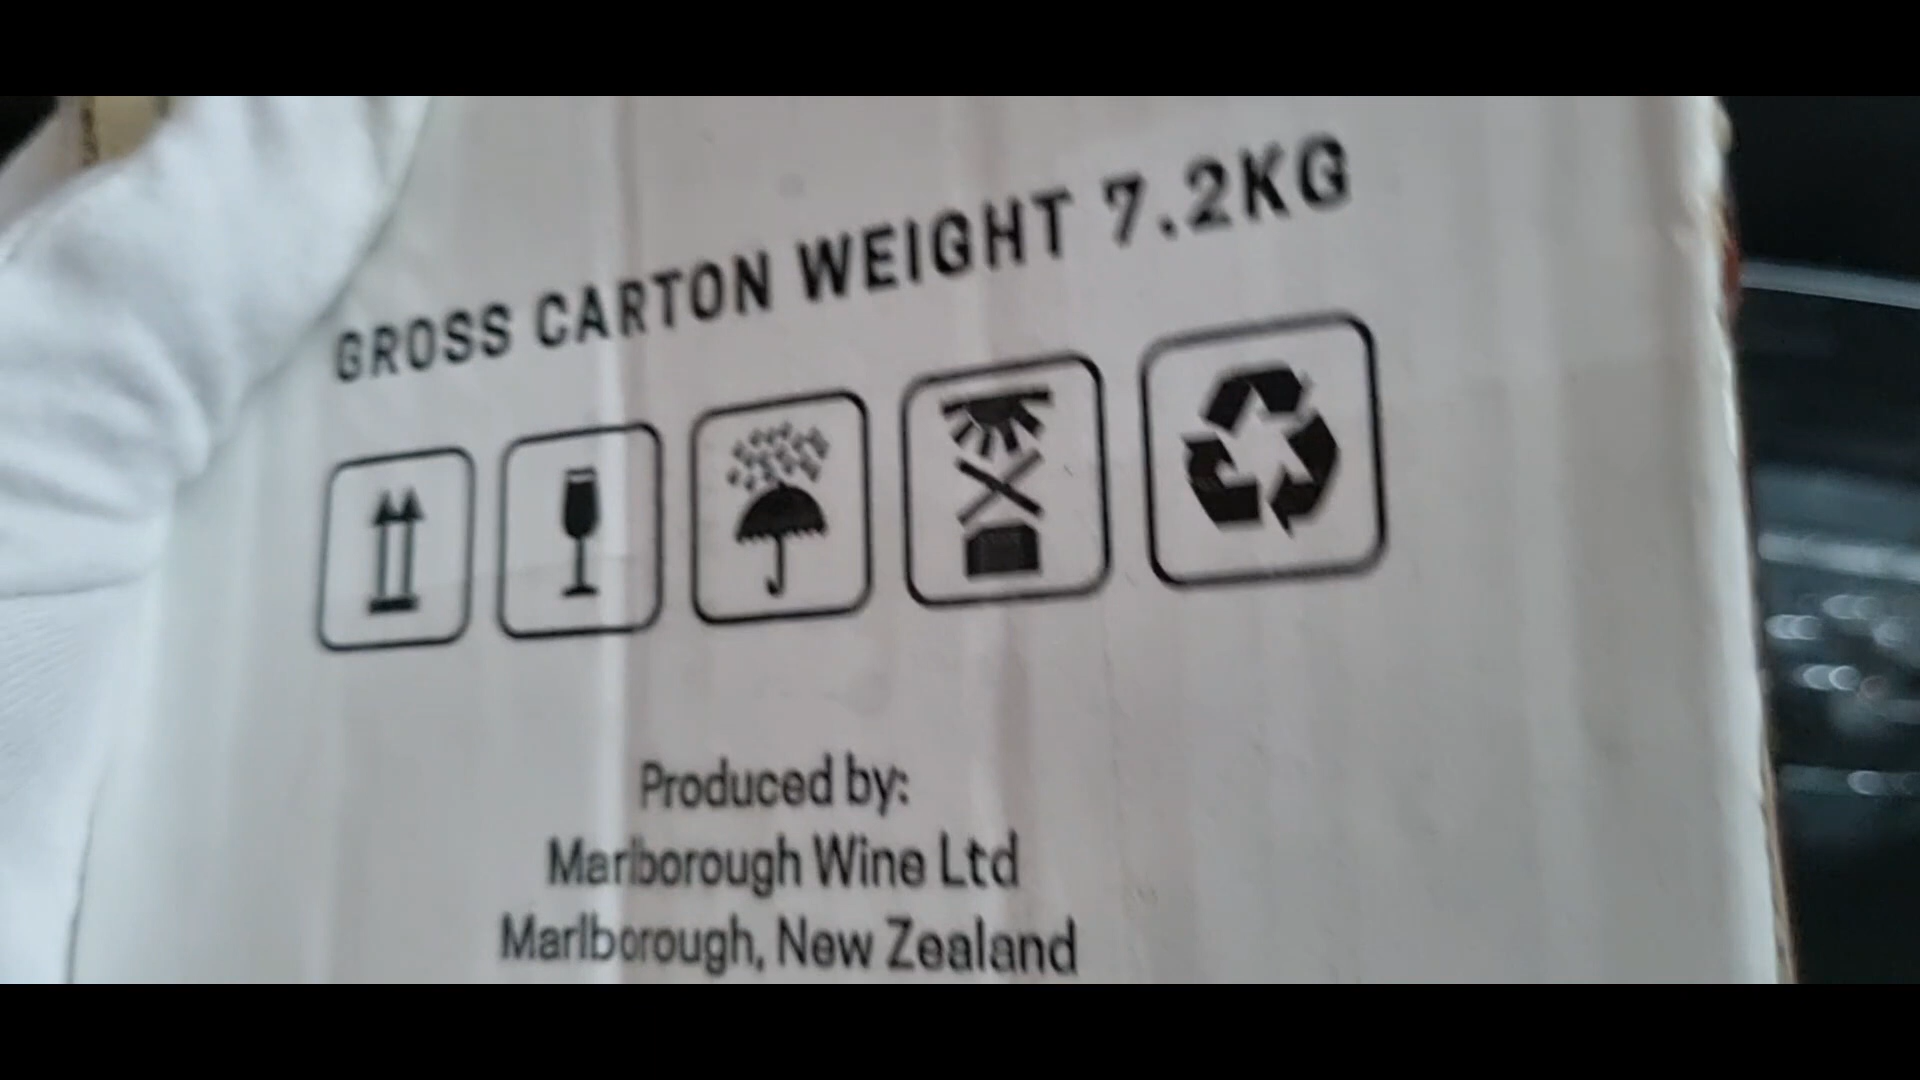 GROSS CARTON WEIGHT 7.2KG
Produced by:
Marlborough Wine Ltd
Marlborough, New Zealand